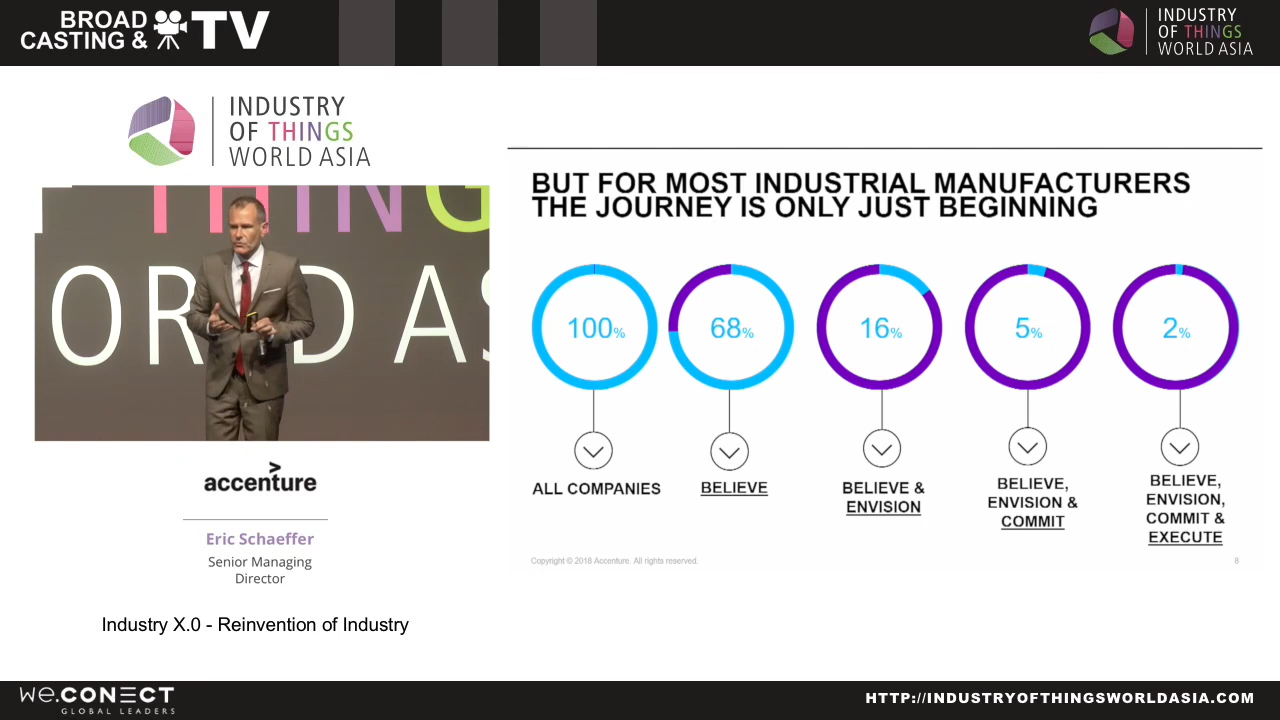 BROAD
CASTING & TV
INDUSTRY
OF THINGS
WORLD ASIA
INDUSTRY
OF THINGS
WORLD ASIA
THING
ORLD AS
accenture
Eric Schaeffer
Senior Managing
Director
Industry X.0 - Reinvention of Industry
BUT FOR MOST INDUSTRIAL MANUFACTURERS
THE JOURNEY IS ONLY JUST BEGINNING
100%
68%
16%
5%
2%
ALL COMPANIES
BELIEVE
BELIEVE &
ENVISION
BELIEVE,
ENVISION &
COMMIT
BELIEVE,
ENVISION,
COMMIT &
EXECUTE
Copyright © 2018 Accenture. All rights reserved.
8
we.CONECT
GLOBAL LEADERS
HTTP://INDUSTRYOFTHINGSWORLDASIA.COM